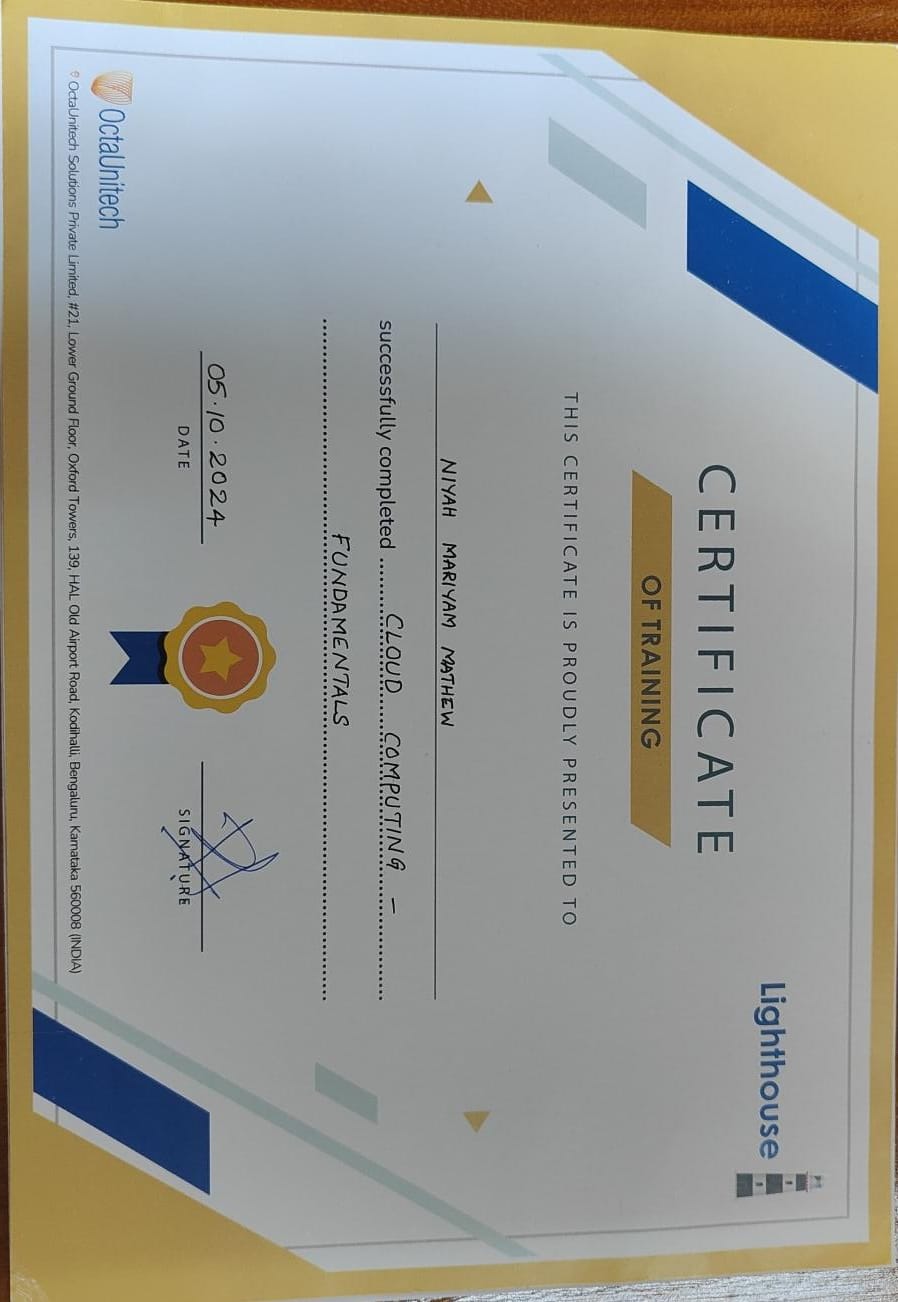 Lighthouse
CERTIFICATE
OF TRAINING
THIS CERTIFICATE IS PROUDLY PRESENTED TO
NIYAH MARIYAM MATHEW
successfully completed CLOUD COMPUTING –
FUNDAMENTALS
05.10.2024
DATE
SIGNATURE
OctaUnitech
OctaUnitech Solutions Private Limited, #21, Lower Ground Floor, Oxford Towers, 139, HAL Old Airport Road, Kodihalli, Bengaluru, Karnataka 560008 (INDIA)